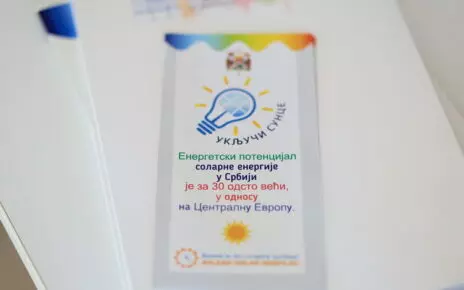 УКЉУЧИ СУНЦЕ
Енергетски потенцијал
соларне енергије
у Србији
је за 30 одсто већи,
у односу
на Централну Европу.